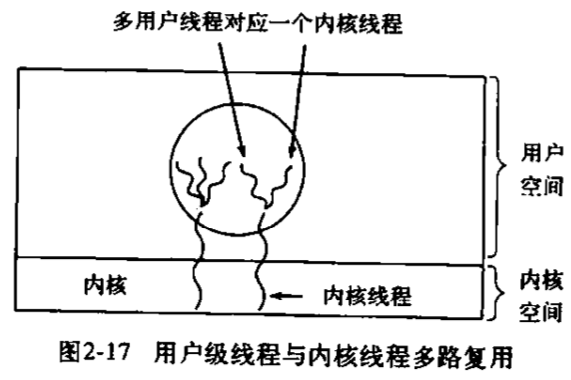 多用户线程对应一个内核线程
用户
空间
内核
内核线程
内核
空间
图2-17 用户级线程与内核线程多路复用